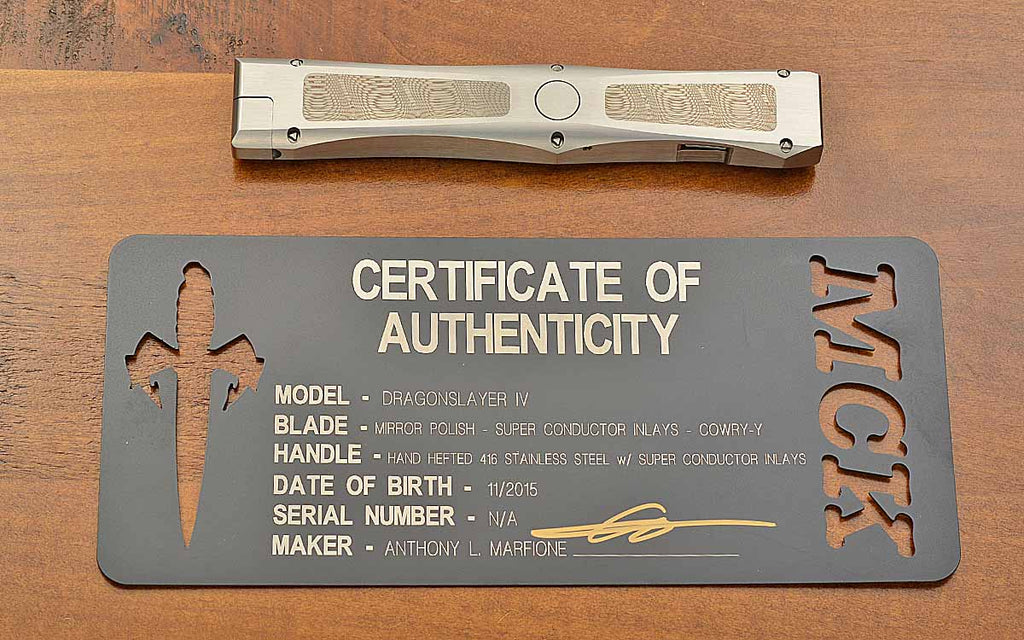 CERTIFICATE OF
AUTHENTICITY
MODEL - DRAGONSLAYER IV
BLADE - MIRROR POLISH - SUPER CONDUCTOR INLAYS - COWRY-Y
HANDLE - HAND HEFTED 416 STAINLESS STEEL W/ SUPER CONDUCTOR INLAYS
DATE OF BIRTH - 11/2015
SERIAL NUMBER - N/A
MAKER - ANTHONY L. MARFIONE
MCK